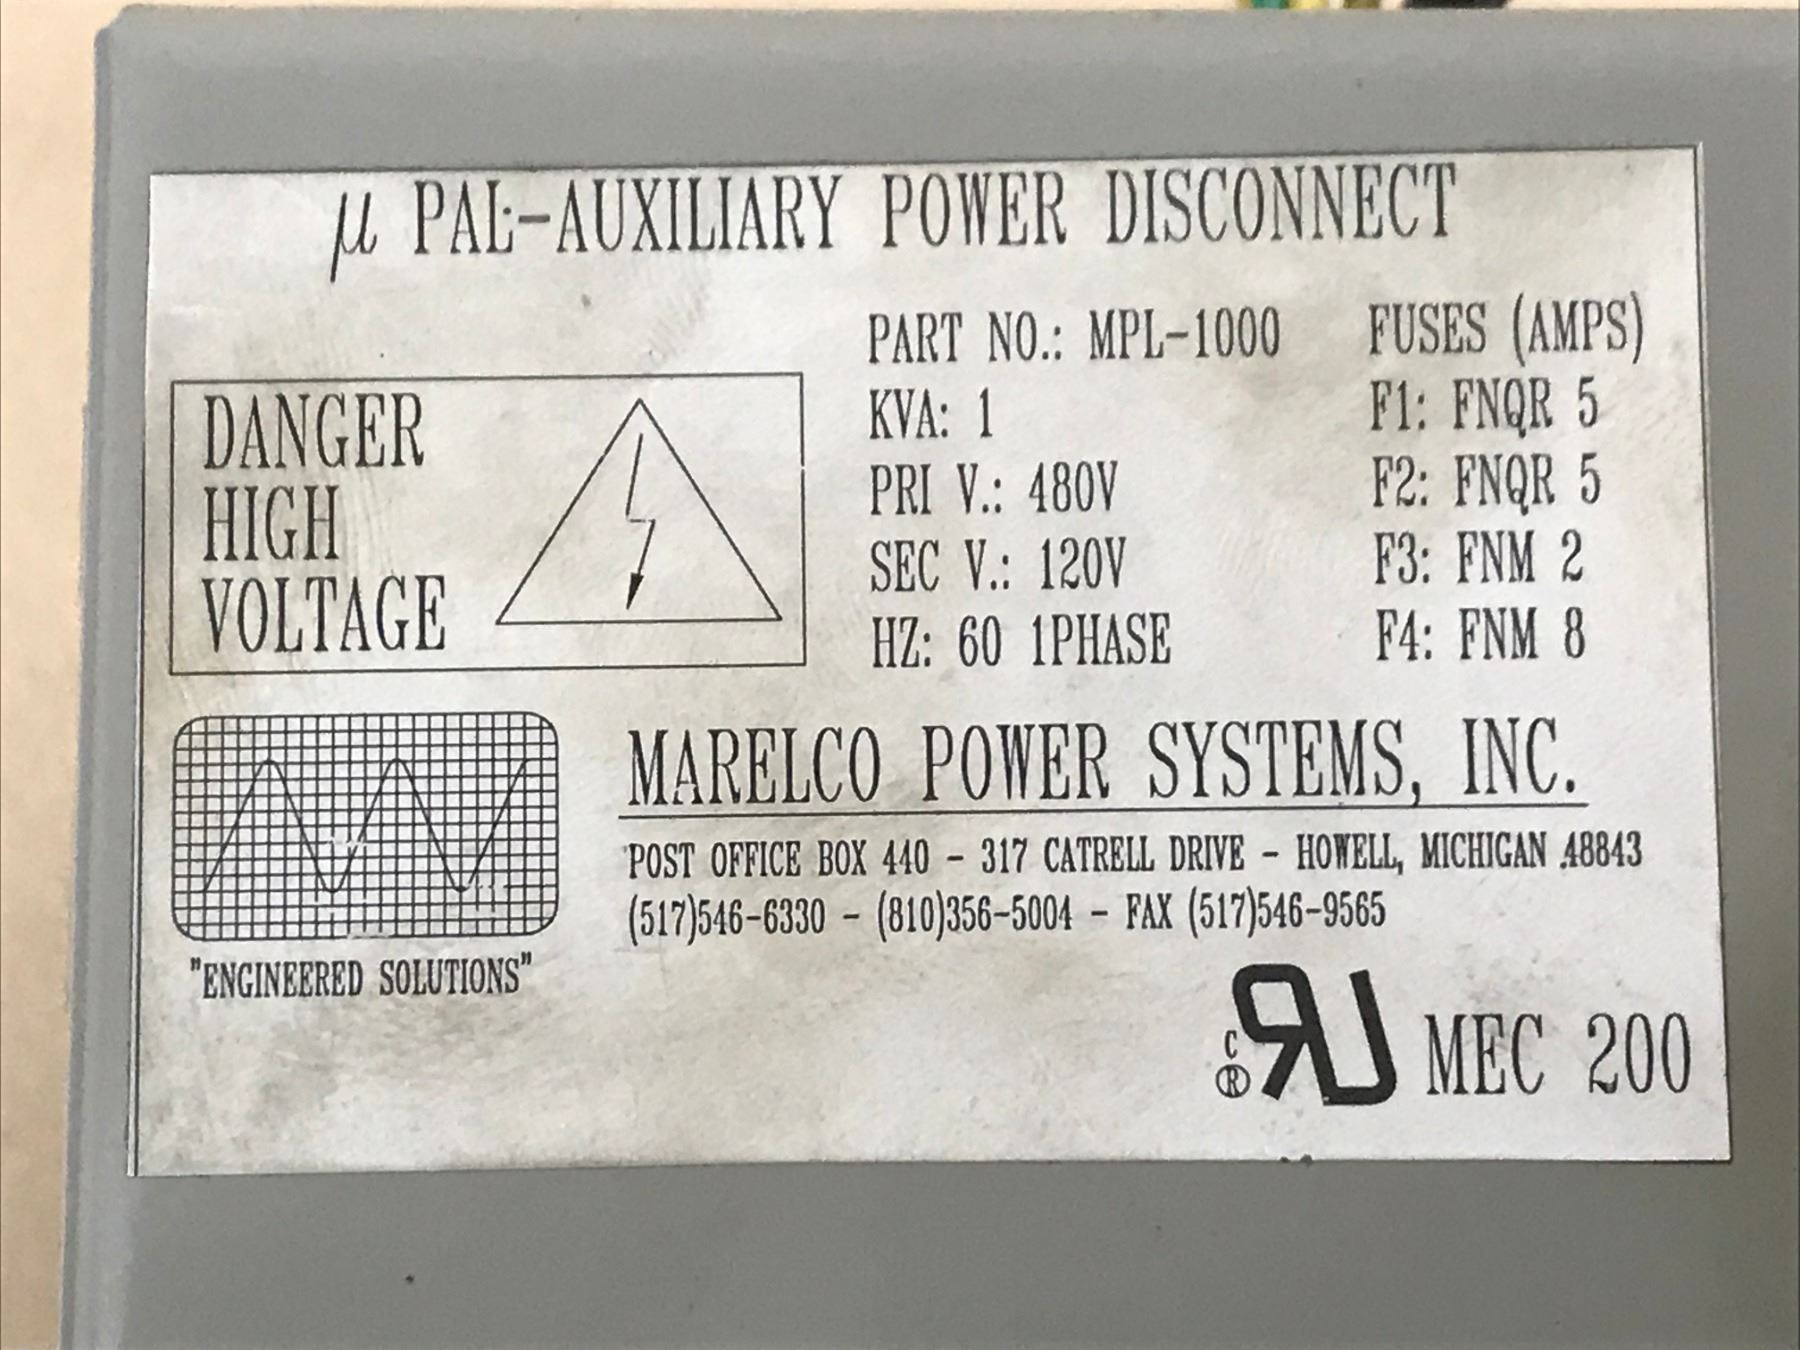 µ PAL-AUXILIARY POWER DISCONNECT
PART NO.: MPL-1000
KVA: 1
PRI V.: 480V
SEC V.: 120V
HZ: 60 1PHASE
FUSES (AMPS)
F1: FNQR 5
F2: FNQR 5
F3: FNM 2
F4: FNM 8
DANGER
HIGH
VOLTAGE
MARELCO POWER SYSTEMS, INC.
POST OFFICE BOX 440 - 317 CATRELL DRIVE - HOWELL, MICHIGAN 48843
(517)546-6330 - (810)356-5004 - FAX (517)546-9565
"ENGINEERED SOLUTIONS"
C RU ® MEC 200